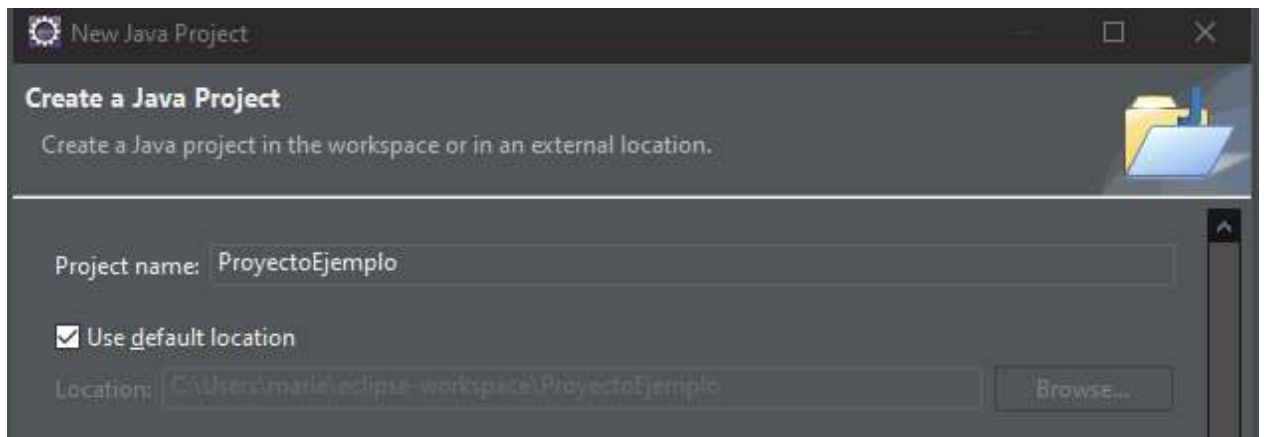 New Java Project
Create a Java Project
Create a Java project in the workspace or in an external location.
Project name: ProyectoEjemplo
Use default location
Location: C:\Users\marie\eclipse-workspace\ProyectoEjemplo Browse...